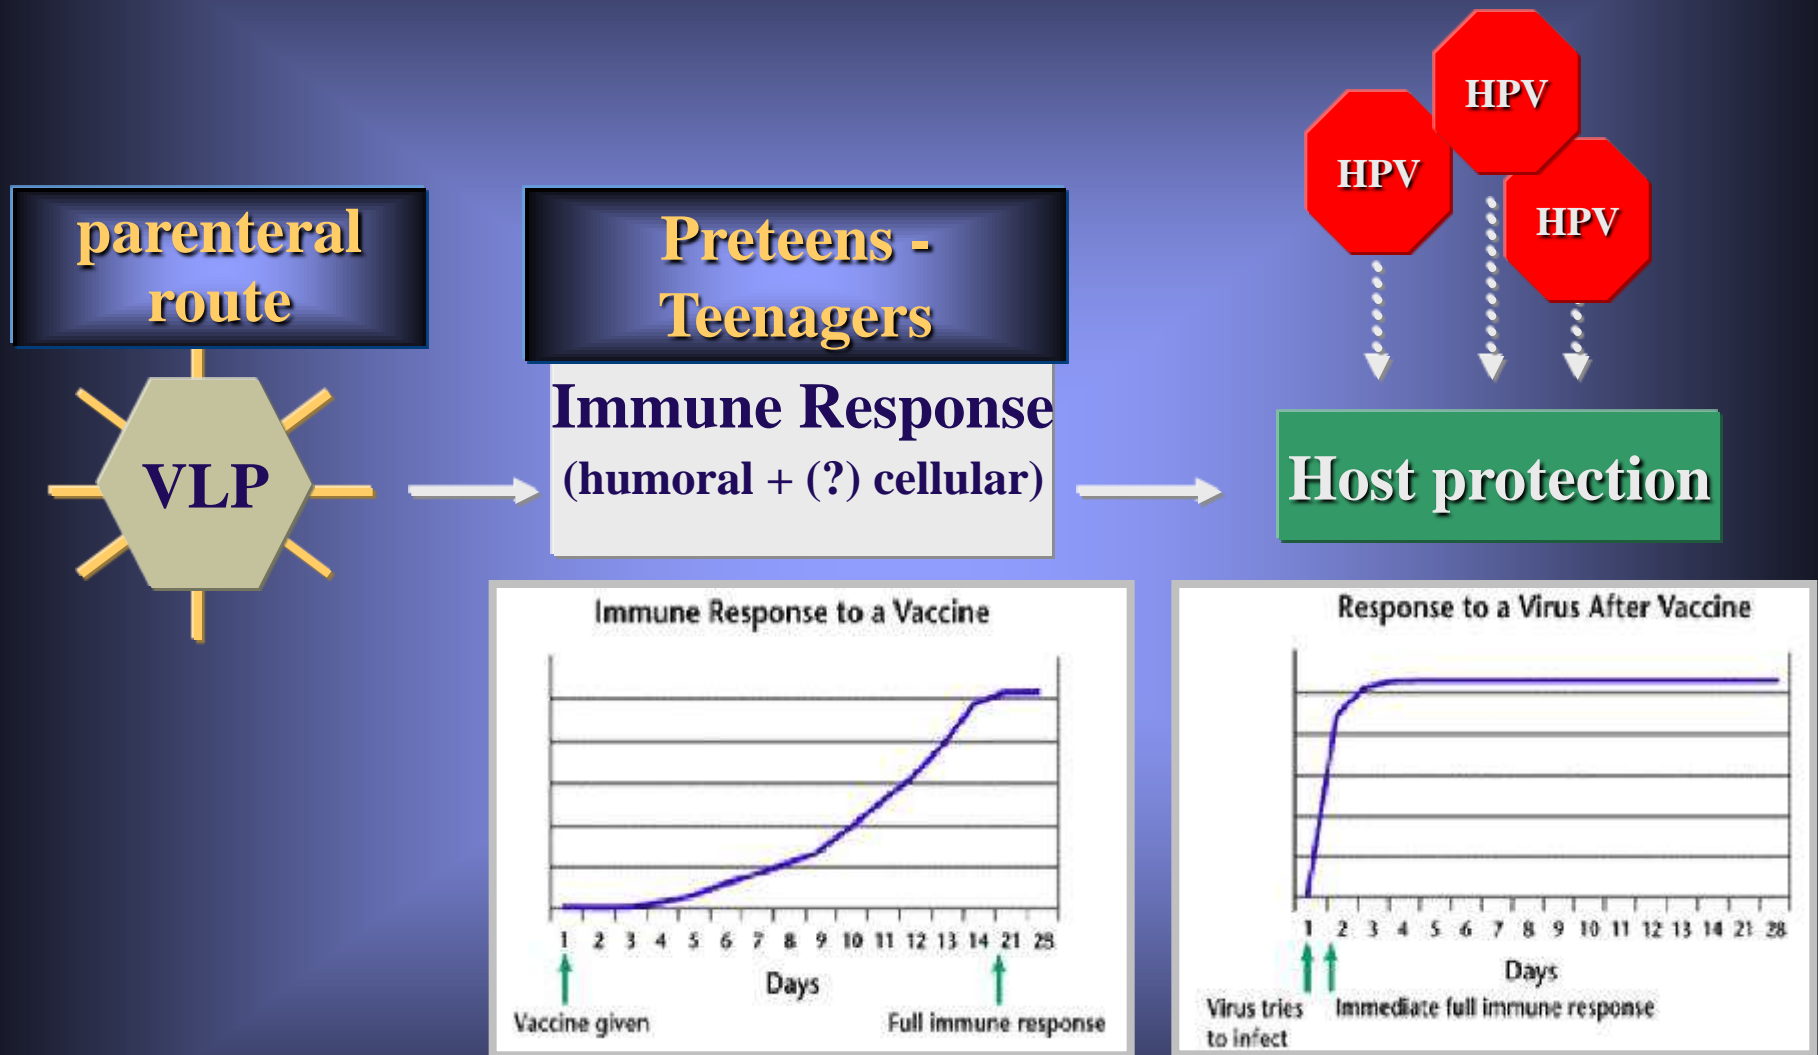 HPV
HPV
HPV
parenteral
route
Preteens -
Teenagers
VLP
Immune Response
(humoral + (?) cellular)
Host protection
Immune Response to a Vaccine
1 2 3 4 5 6 7 8 9 10 11 12 13 14 21 28
Days
Vaccine given
Full immune response
Response to a Virus After Vaccine
1 2 3 4 5 6 7 8 9 10 11 12 13 14 21 28
Days
Virus tries
to infect
Immediate full immune response